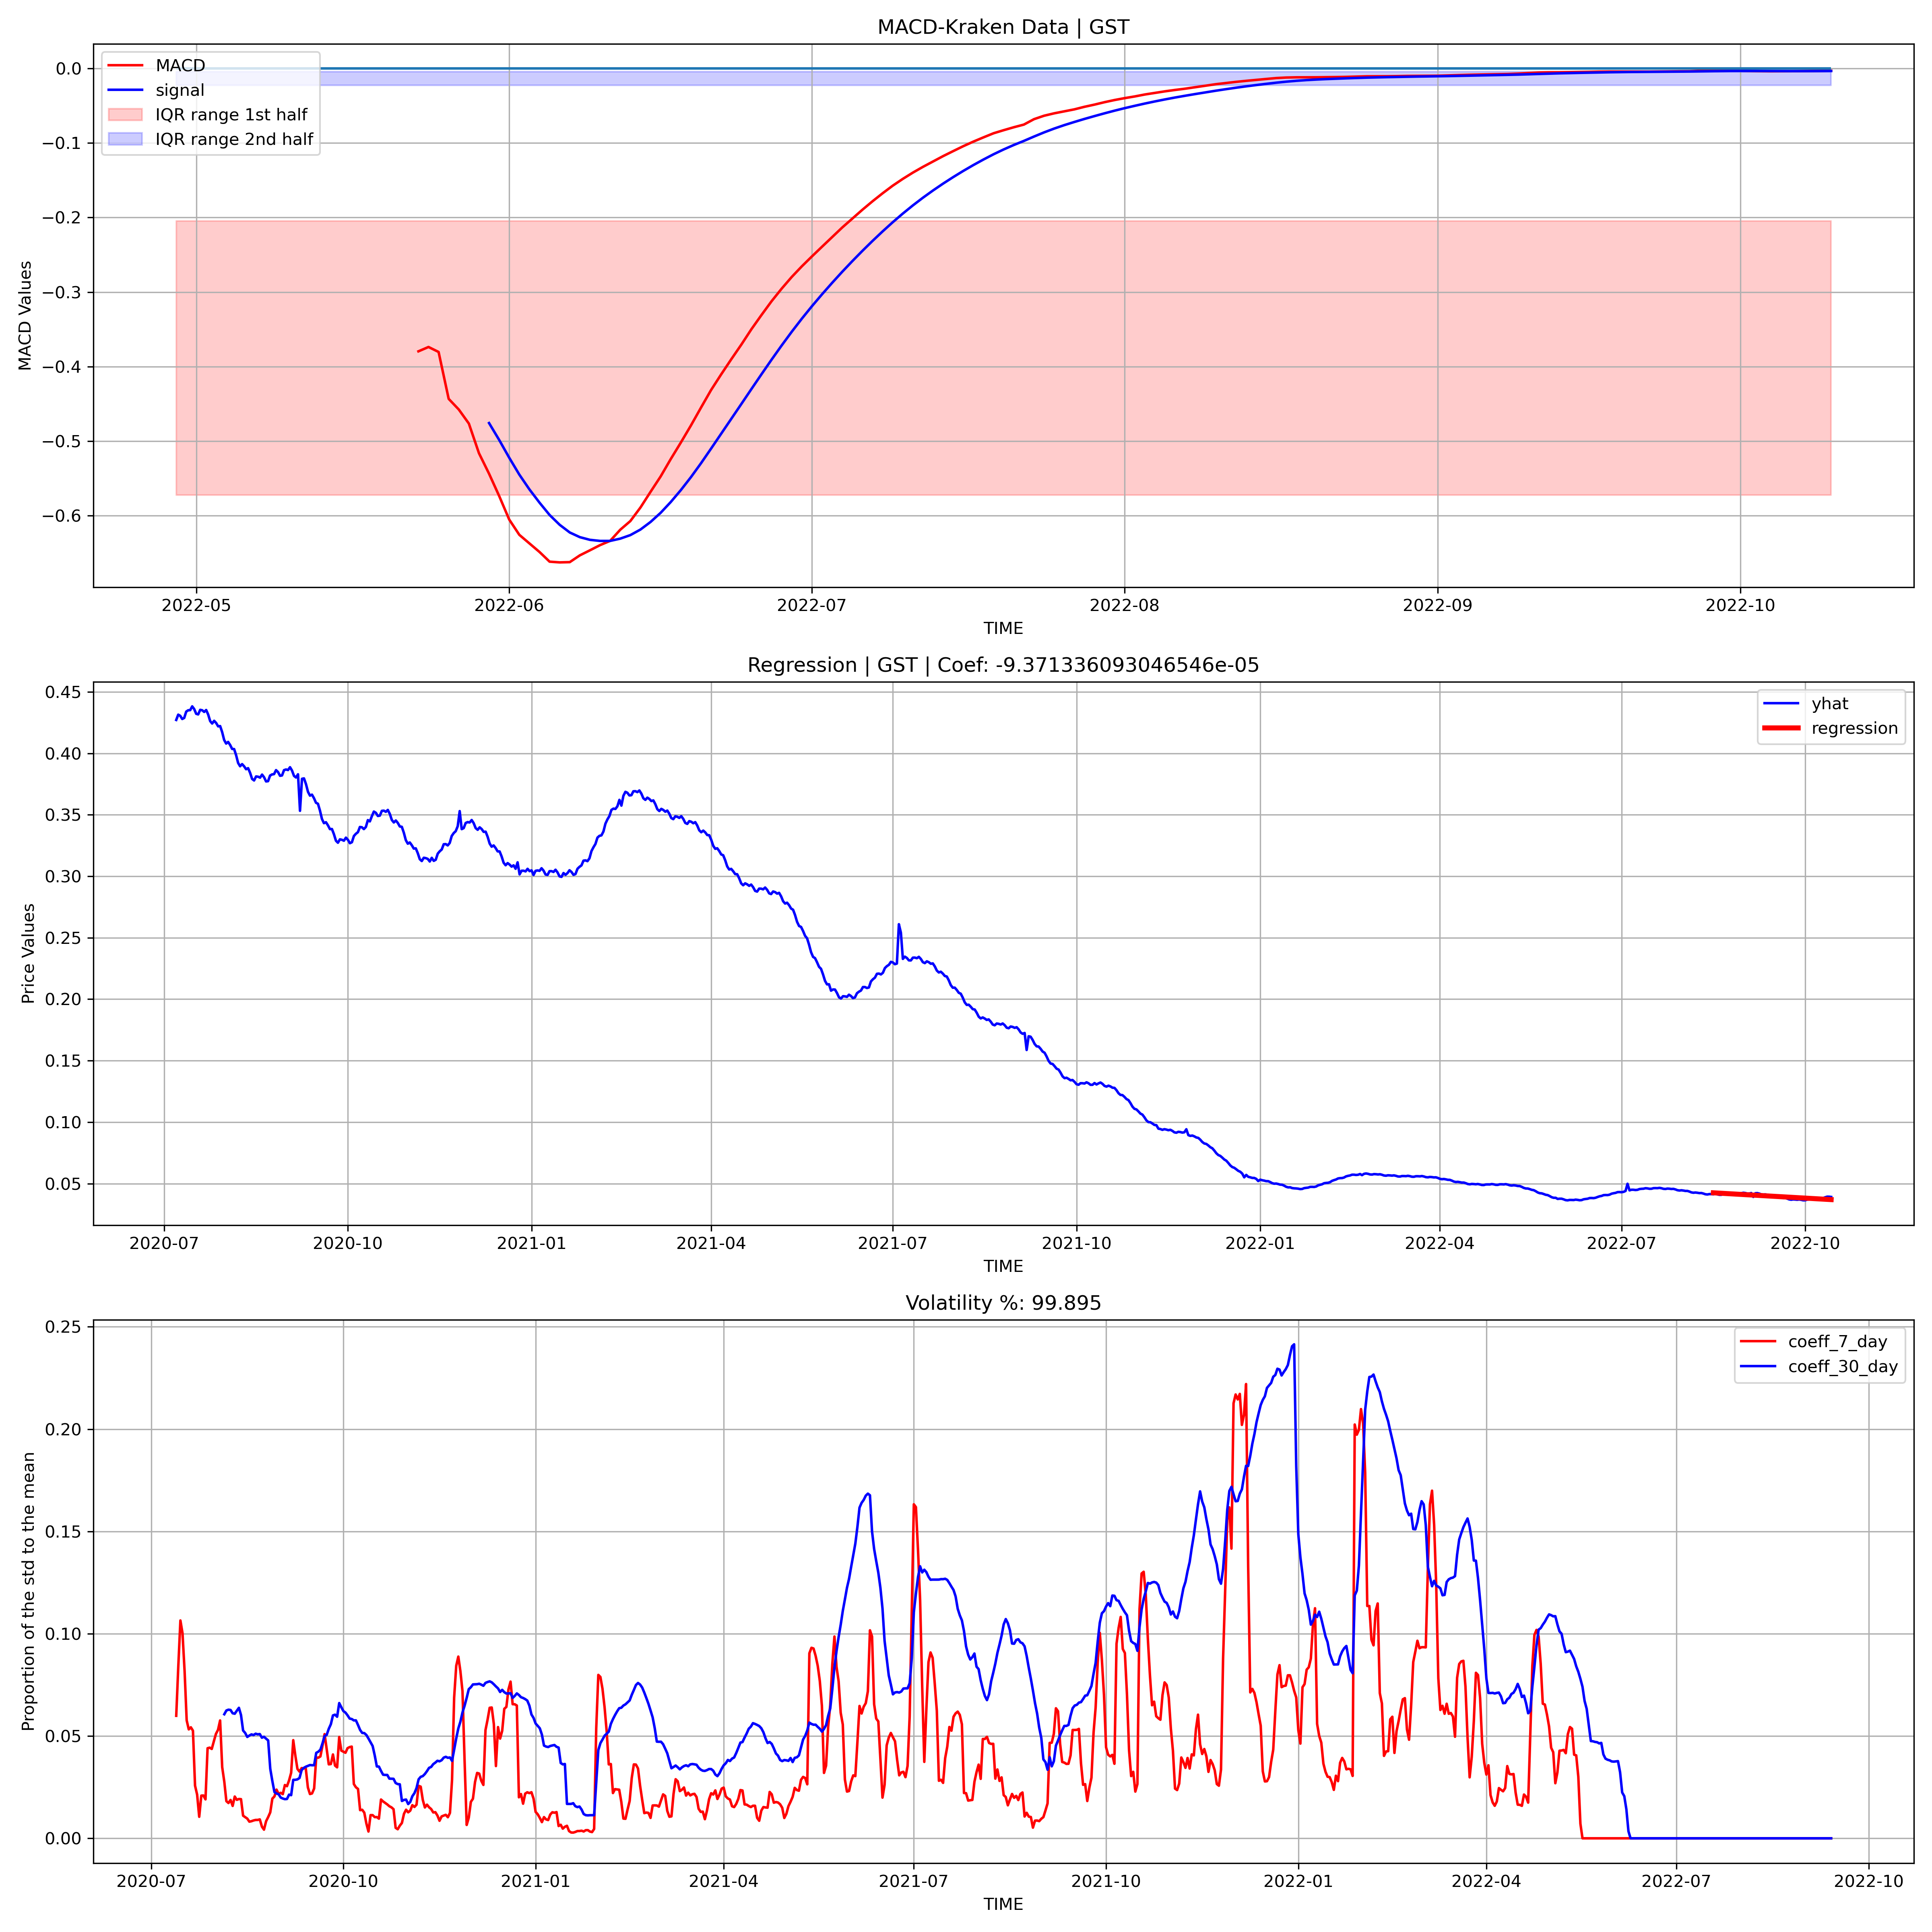 MACD-Kraken Data | GST
MACD
signal
IQR range 1st half
IQR range 2nd half
0.0
−0.1
−0.2
−0.3
−0.4
−0.5
−0.6
MACD Values
2022-05 2022-06 2022-07 2022-08 2022-09 2022-10
TIME
Regression | GST | Coef: -9.371336093046546e-05
yhat
regression
0.45
0.40
0.35
0.30
0.25
0.20
0.15
0.10
0.05
Price Values
2020-07 2020-10 2021-01 2021-04 2021-07 2021-10 2022-01 2022-04 2022-07 2022-10
TIME
Volatility %: 99.895
coeff_7_day
coeff_30_day
0.25
0.20
0.15
0.10
0.05
0.00
Proportion of the std to the mean
2020-07 2020-10 2021-01 2021-04 2021-07 2021-10 2022-01 2022-04 2022-07 2022-10
TIME